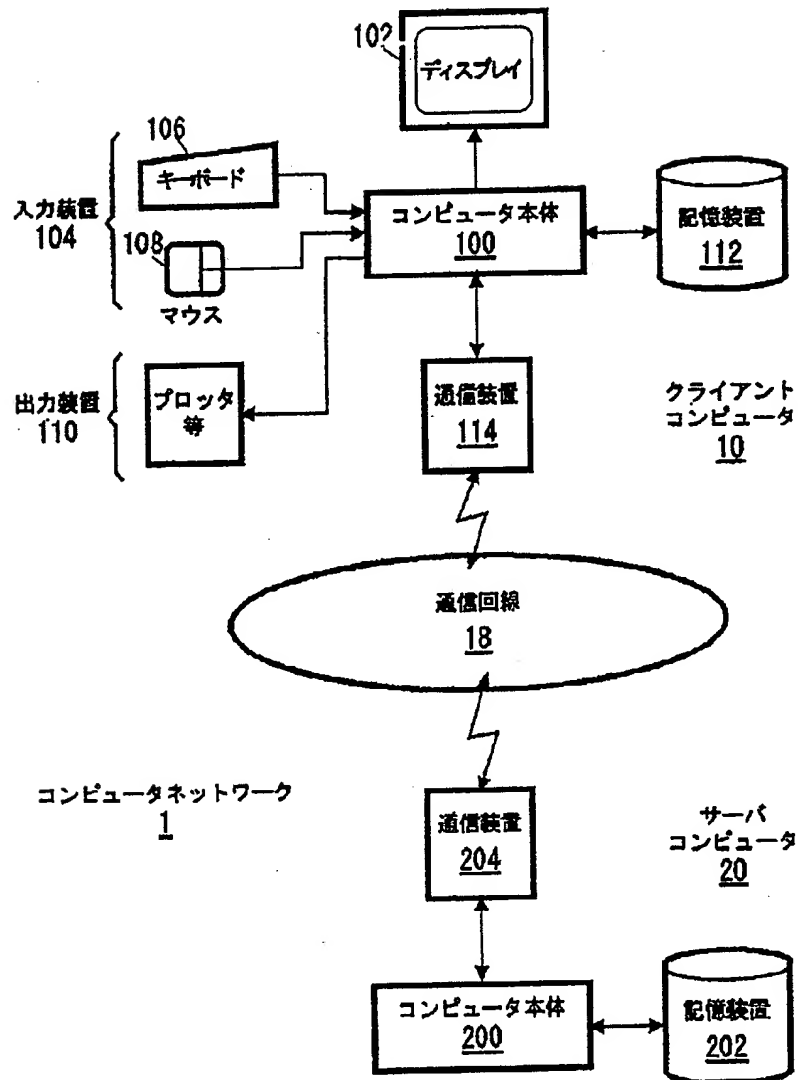 102
ディスプレイ
106
キーボード
入力装置
104
108
マウス
コンピュータ本体
100
記憶装置
112
出力装置
110
プロッタ
等
通信装置
114
クライアント
コンピュータ
10
通信回線
18
コンピュータネットワーク
1
通信装置
204
サーバ
コンピュータ
20
コンピュータ本体
200
記憶装置
202